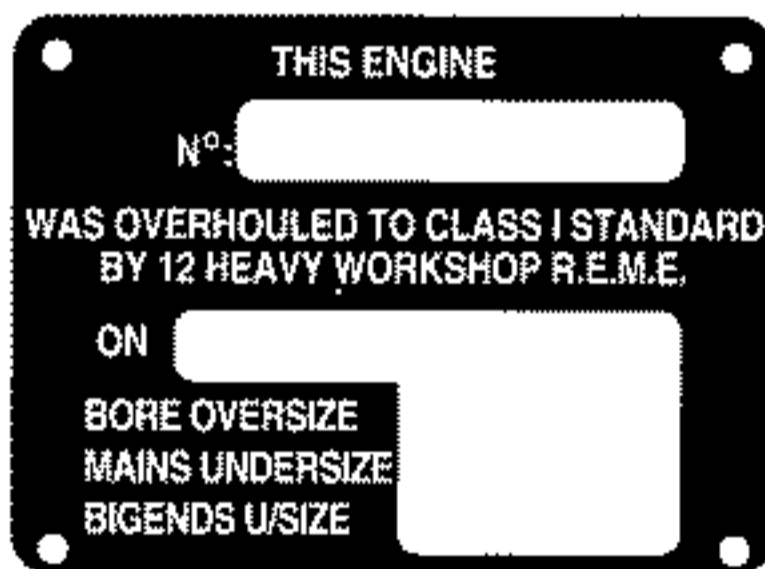 THIS ENGINE
Nº:
WAS OVERHOULED TO CLASS I STANDARD
BY 12 HEAVY WORKSHOP R.E.M.E.
ON
BORE OVERSIZE
MAINS UNDERSIZE
BIGENDS U/SIZE